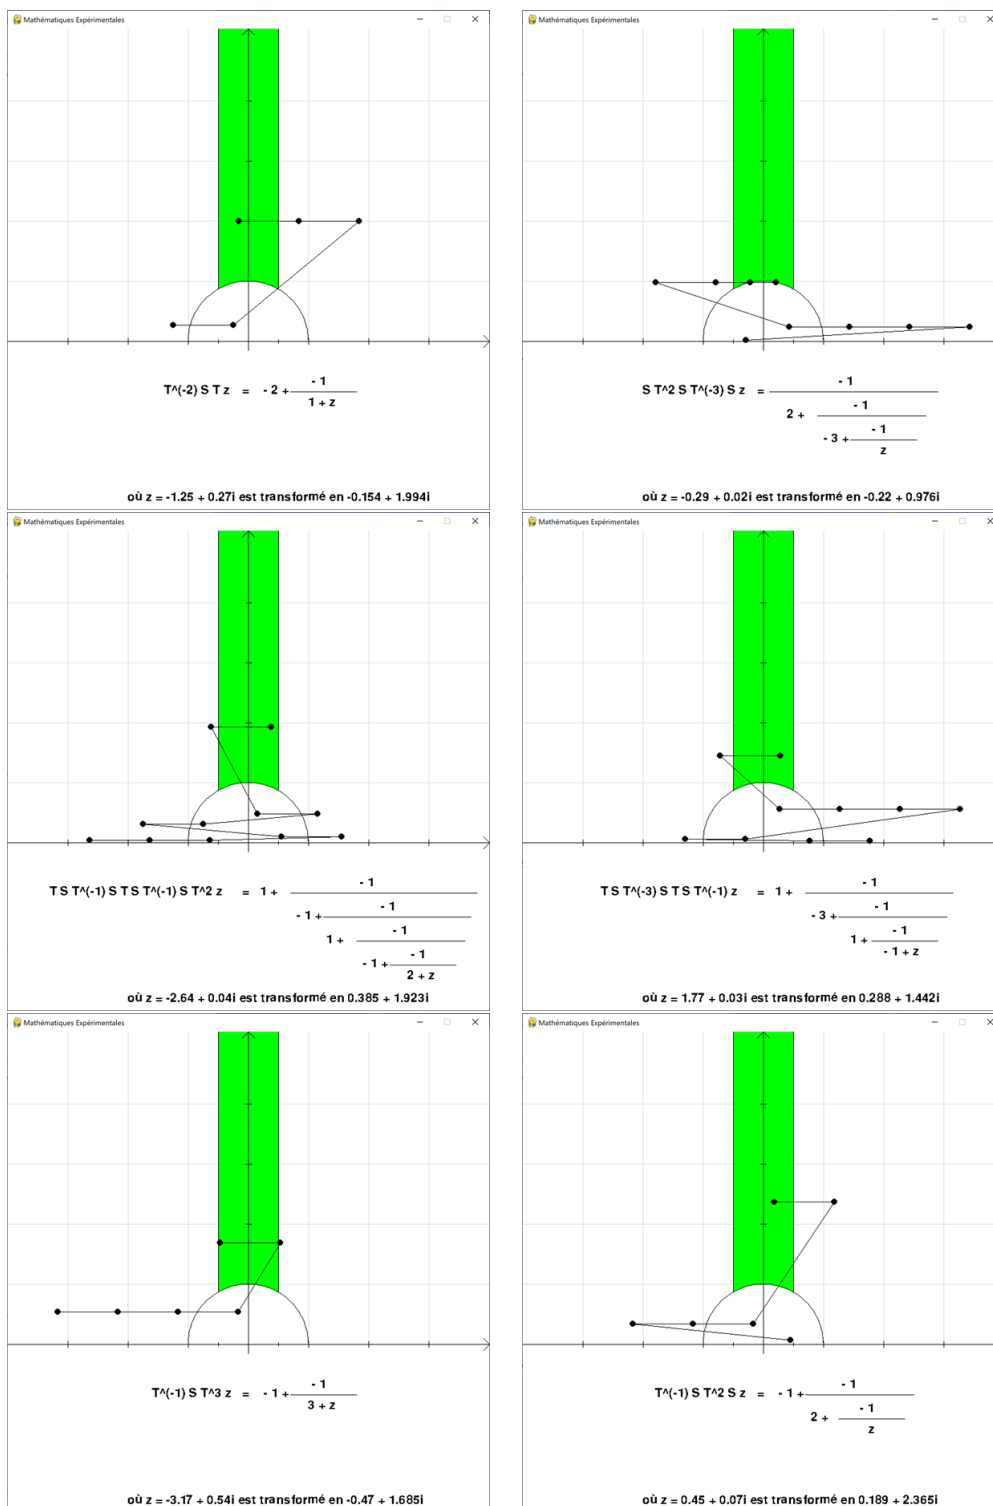 Mathématiques Expérimentales
- 1
T^(-2) S T z = - 2 +
1 + z
où z = -1.25 + 0.27i est transformé en -0.154 + 1.994i
Mathématiques Expérimentales
- 1
S T^2 S T^(-3) S z =
- 1
2 +
- 1
- 3 +
z
où z = -0.29 + 0.02i est transformé en -0.22 + 0.976i
Mathématiques Expérimentales
- 1
T S T^(-1) S T S T^(-1) S T^2 z = 1 +
- 1
- 1 +
- 1
1 +
- 1
- 1 +
2 + z
où z = -2.64 + 0.04i est transformé en 0.385 + 1.923i
Mathématiques Expérimentales
- 1
T S T^(-3) S T S T^(-1) z = 1 +
- 1
- 3 +
- 1
1 +
- 1 + z
où z = 1.77 + 0.03i est transformé en 0.288 + 1.442i
Mathématiques Expérimentales
- 1
T^(-1) S T^3 z = - 1 +
3 + z
où z = -3.17 + 0.54i est transformé en -0.47 + 1.685i
Mathématiques Expérimentales
- 1
T^(-1) S T^2 S z = - 1 +
- 1
2 +
z
où z = 0.45 + 0.07i est transformé en 0.189 + 2.365i